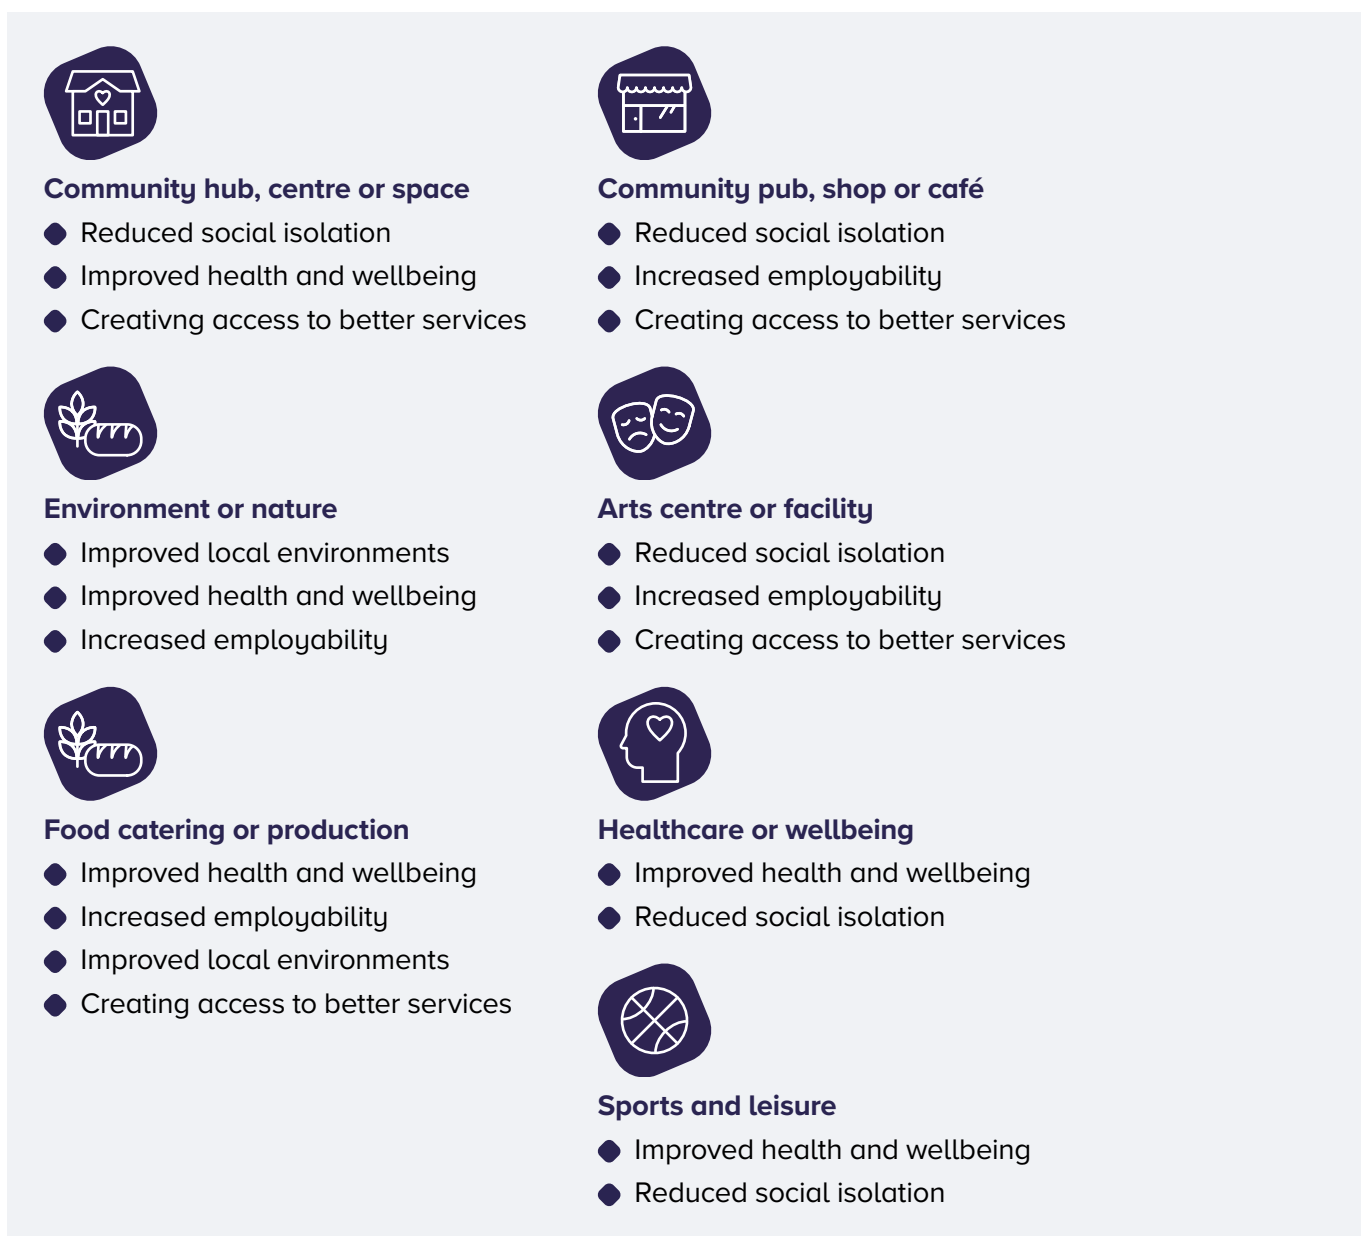 Community hub, centre or space
Reduced social isolation
Improved health and wellbeing
Creativng access to better services
Community pub, shop or café
Reduced social isolation
Increased employability
Creating access to better services
Environment or nature
Improved local environments
Improved health and wellbeing
Increased employability
Arts centre or facility
Reduced social isolation
Increased employability
Creating access to better services
Food catering or production
Improved health and wellbeing
Increased employability
Improved local environments
Creating access to better services
Healthcare or wellbeing
Improved health and wellbeing
Reduced social isolation
Sports and leisure
Improved health and wellbeing
Reduced social isolation